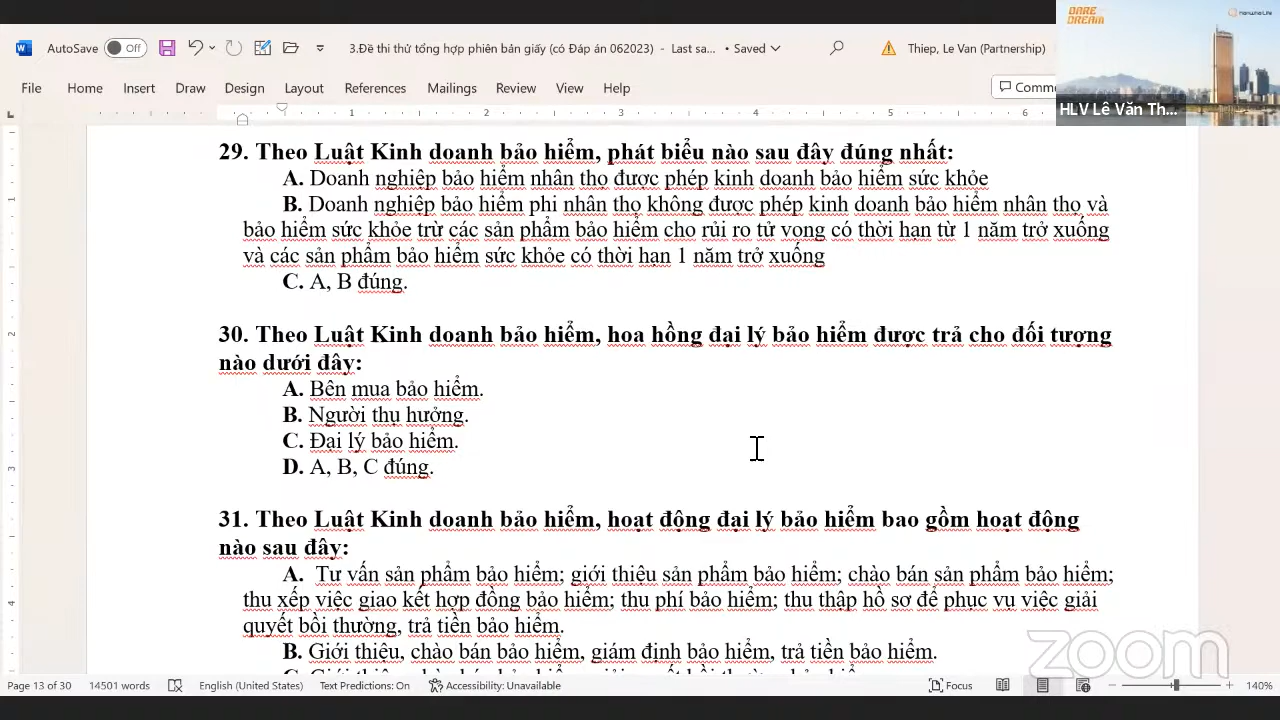 DARE
DREAM
Hanwha Life
AutoSave Off 3.Đề thi thử tổng hợp phiên bản giấy (có Đáp án 062023) - Last sa... • Saved Thiep, Le Van (Partnership)
File Home Insert Draw Design Layout References Mailings Review View Help Comme
HLV Lê Văn Th...
1 2 3 4 5 6
29. Theo Luật Kinh doanh bảo hiểm, phát biểu nào sau đây đúng nhất:
A. Doanh nghiệp bảo hiểm nhân thọ được phép kinh doanh bảo hiểm sức khỏe
B. Doanh nghiệp bảo hiểm phi nhân thọ không được phép kinh doanh bảo hiểm nhân thọ và
bảo hiểm sức khỏe trừ các sản phẩm bảo hiểm cho rủi ro tử vong có thời hạn từ 1 năm trở xuống
và các sản phẩm bảo hiểm sức khỏe có thời hạn 1 năm trở xuống
C. A, B đúng.
30. Theo Luật Kinh doanh bảo hiểm, hoa hồng đại lý bảo hiểm được trả cho đối tượng
nào dưới đây:
A. Bên mua bảo hiểm.
B. Người thụ hưởng.
C. Đại lý bảo hiểm.
D. A, B, C đúng.
31. Theo Luật Kinh doanh bảo hiểm, hoạt động đại lý bảo hiểm bao gồm hoạt động
nào sau đây:
A. Tư vấn sản phẩm bảo hiểm; giới thiệu sản phẩm bảo hiểm; chào bán sản phẩm bảo hiểm;
thu xếp việc giao kết hợp đồng bảo hiểm; thu phí bảo hiểm; thu thập hồ sơ để phục vụ việc giải
quyết bồi thường, trả tiền bảo hiểm.
B. Giới thiệu, chào bán bảo hiểm, giám định bảo hiểm, trả tiền bảo hiểm.
zoom
Page 13 of 30 14501 words English (United States) Text Predictions: On Accessibility: Unavailable Focus 140%